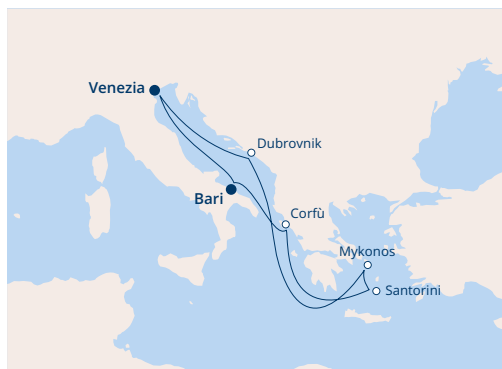 Venezia
Dubrovnik
Bari
Corfù
Mykonos
Santorini